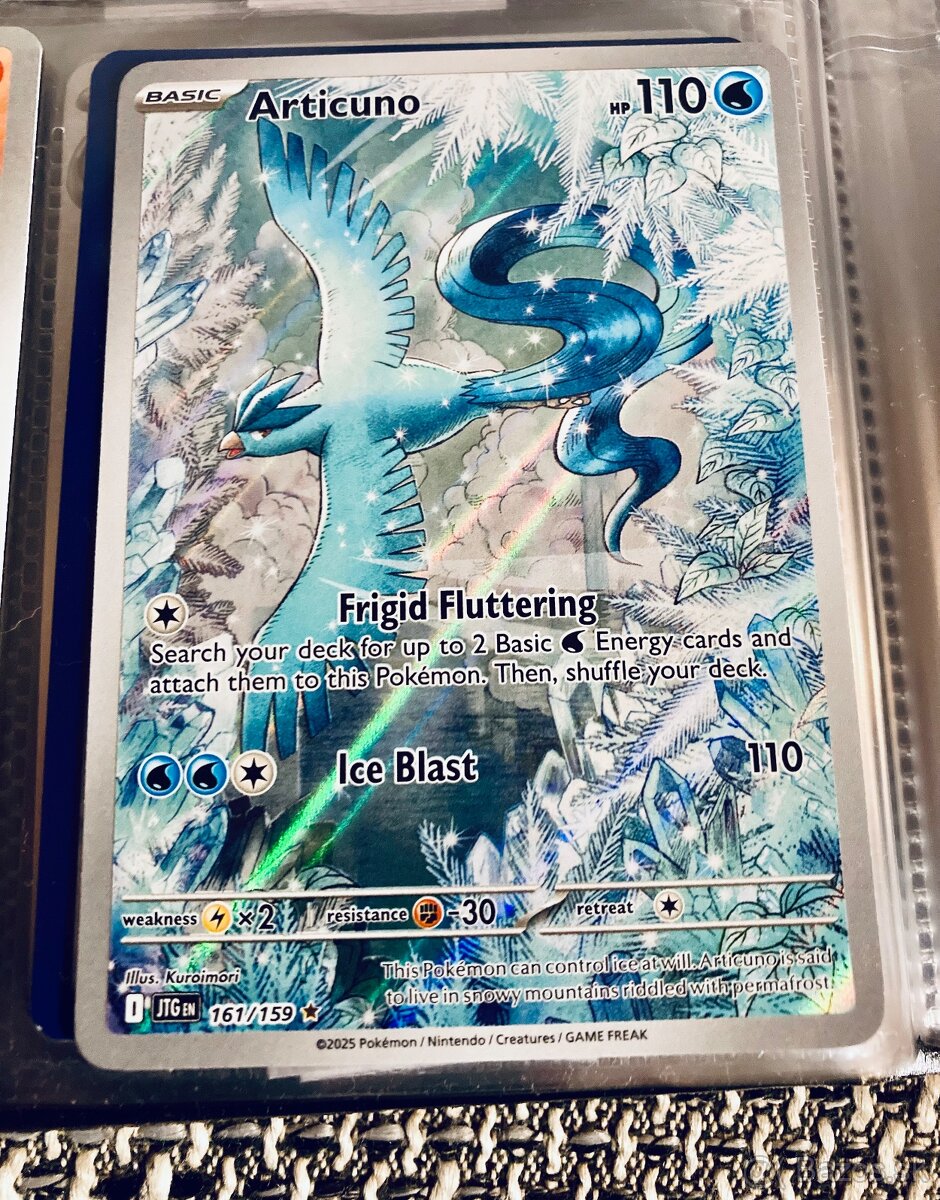 BASIC Articuno HP 110
Frigid Fluttering
Search your deck for up to 2 Basic Energy cards and
attach them to this Pokémon. Then, shuffle your deck.
Ice Blast 110
weakness ×2 resistance -30 retreat
Illus. Kuroimori
This Pokémon can control ice at will. Articuno is said
to live in snowy mountains riddled with permafrost.
I JTG EN 161/159
©2025 Pokémon / Nintendo / Creatures / GAME FREAK